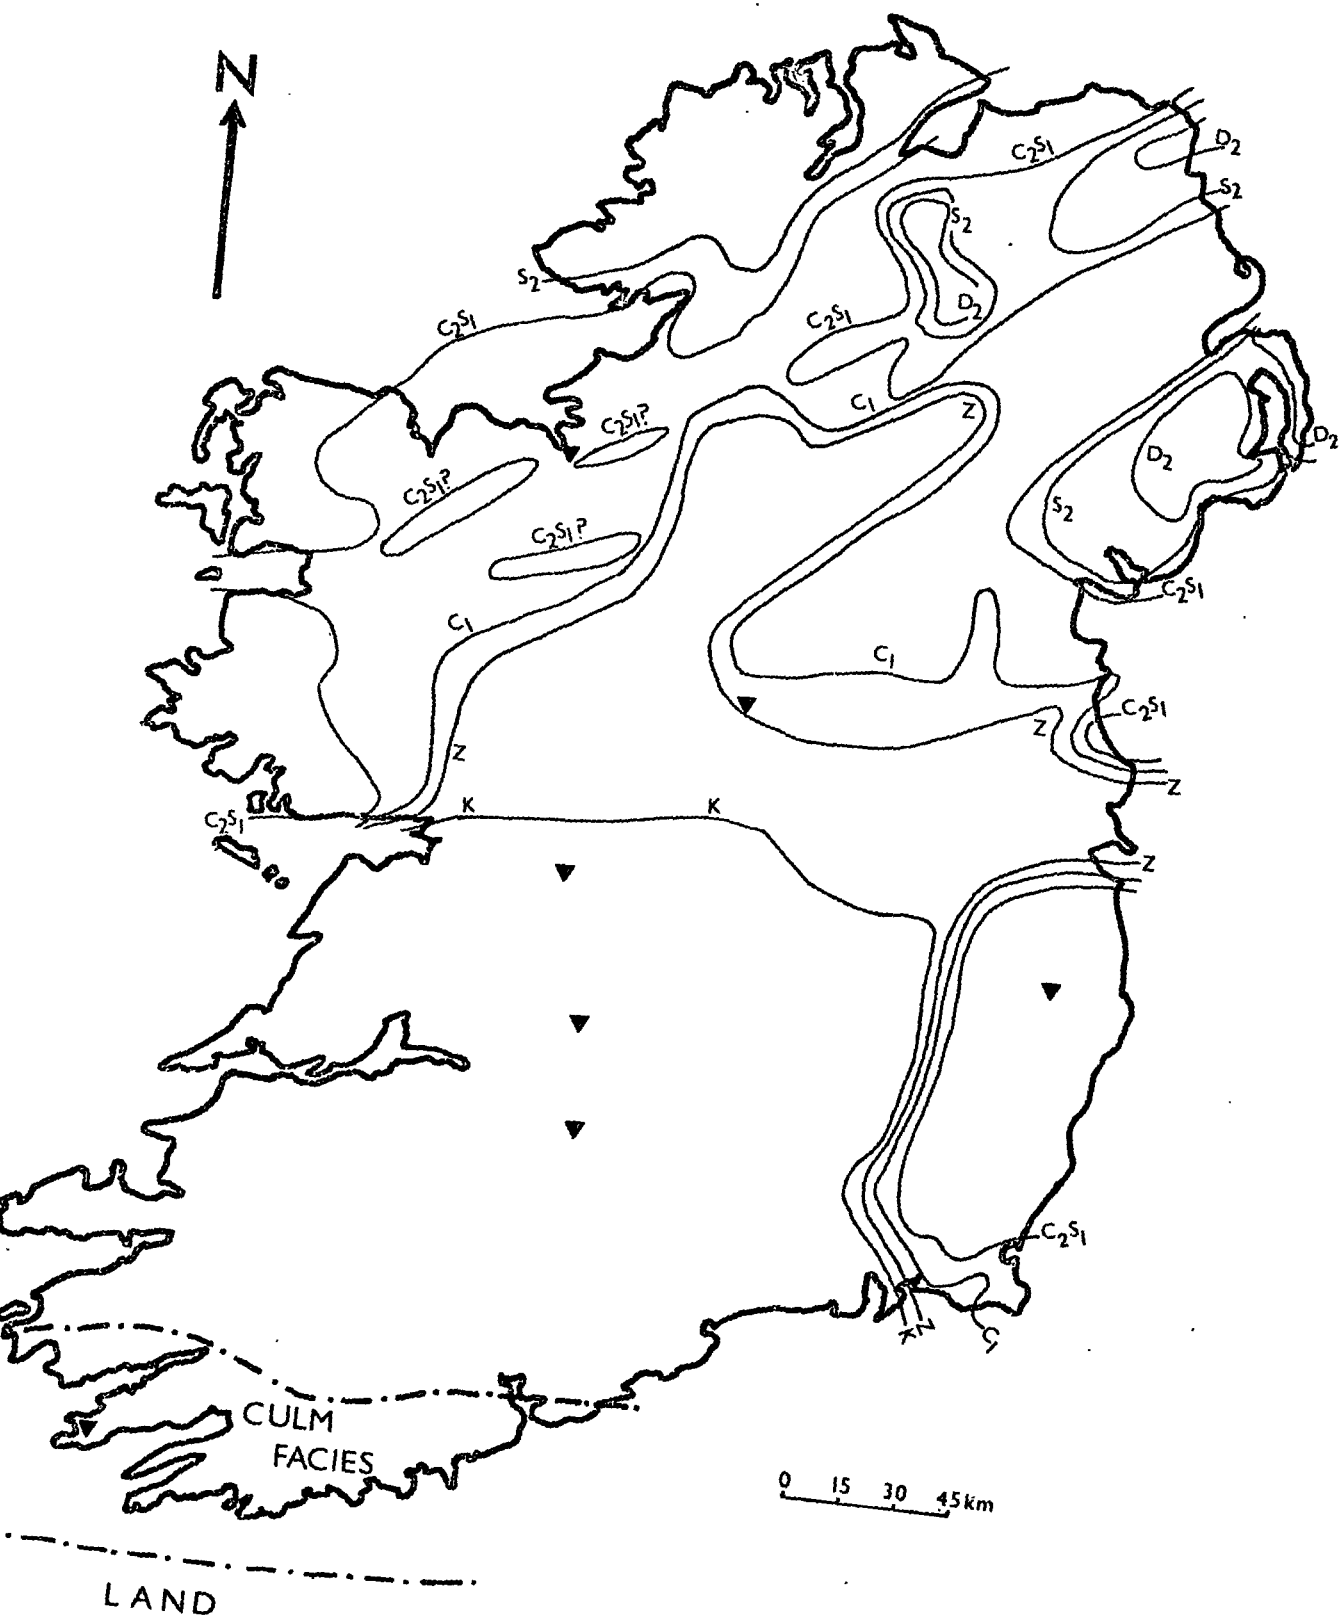 N
C₂S₁
D₂
S₂
S₂
S₂
D₂
C₂S₁
C₂S₁
C₁
Z
C₂S₁?
D₂
D₂
C₂S₁?
S₂
C₂S₁?
C₂S₁
C₁
C₁
C₂S₁
Z
Z
Z
K
K
C₂S₁
Z
C₂S₁
K
Z
C₁
CULM
FACIES
0 15 30 45km
LAND